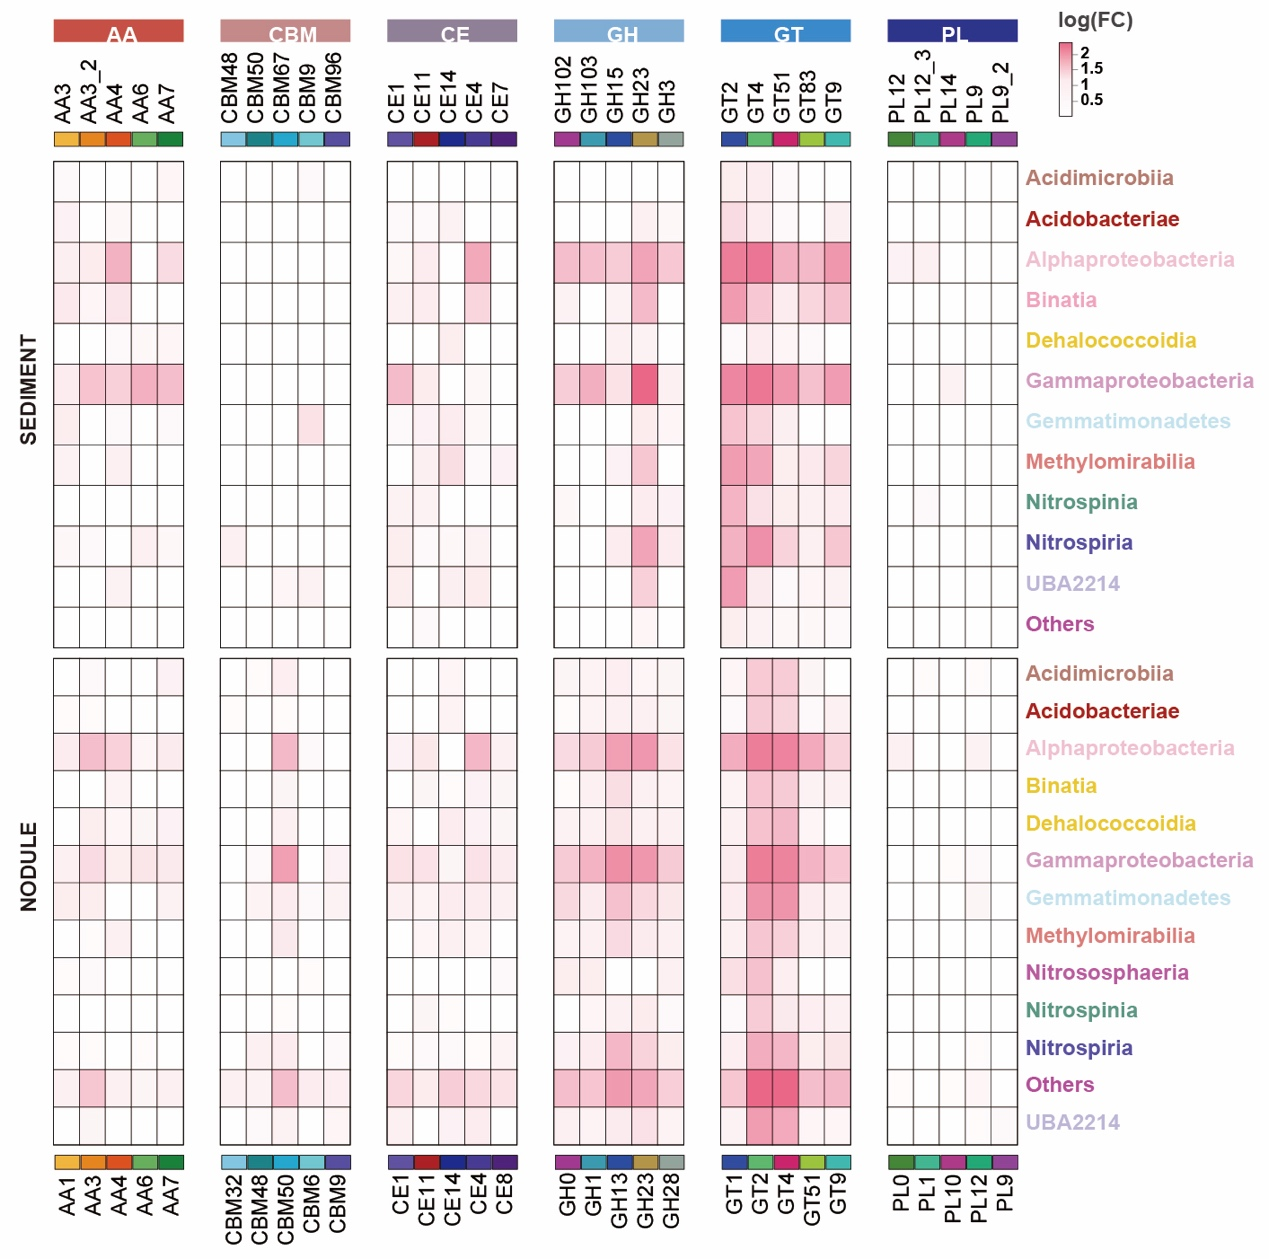 AA CBM CE GH GT PL log(FC)
2
1.5
1
0.5
AA3 AA3_2 AA4 AA6 AA7 CBM48 CBM50 CBM67 CBM9 CBM96 CE1 CE11 CE14 CE4 CE7 GH102 GH103 GH15 GH23 GH3 GT2 GT4 GT51 GT83 GT9 PL12 PL12_3 PL14 PL9 PL9_2
SEDIMENT
Acidimicrobiia
Acidobacteriae
Alphaproteobacteria
Binatia
Dehalococcoidia
Gammaproteobacteria
Gemmatimonadetes
Methylomirabilia
Nitrospinia
Nitrospiria
UBA2214
Others
NODULE
Acidimicrobiia
Acidobacteriae
Alphaproteobacteria
Binatia
Dehalococcoidia
Gammaproteobacteria
Gemmatimonadetes
Methylomirabilia
Nitrososphaeria
Nitrospinia
Nitrospiria
Others
UBA2214
AA1 AA3 AA4 AA6 AA7 CBM32 CBM48 CBM50 CBM6 CBM9 CE1 CE11 CE14 CE4 CE8 GH0 GH1 GH13 GH23 GH28 GT1 GT2 GT4 GT51 GT9 PL0 PL1 PL10 PL12 PL9